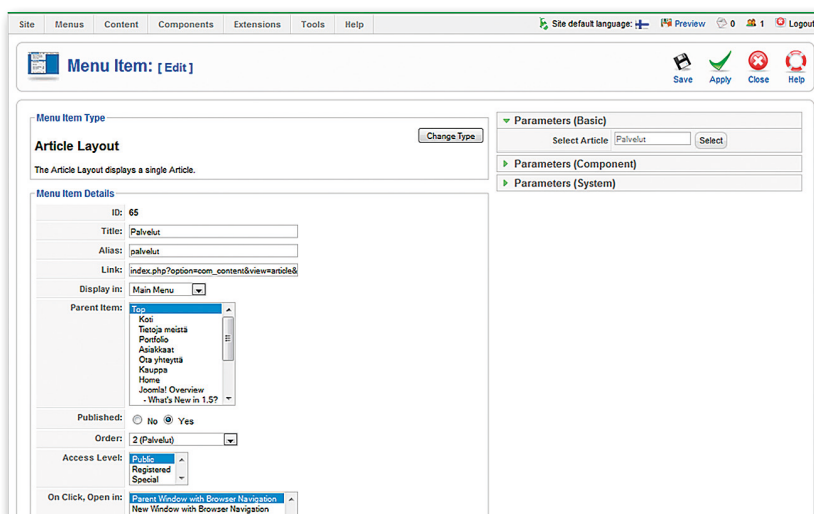 Site Menus Content Components Extensions Tools Help Site default language: Preview 0 1 Logout
Menu Item: [ Edit ]
Save Apply Close Help
Menu Item Type
Change Type
Article Layout
The Article Layout displays a single Article.
Menu Item Details
ID: 65
Title: Palvelut
Alias: palvelut
Link: index.php?option=com_content&view=article&
Display in: Main Menu
Parent Item: Top
Koti
Tietoja meistä
Portfolio
Asiakkaat
Ota yhteyttä
Kauppa
Home
Joomla! Overview
- What's New in 1.5?
Published: No Yes
Order: 2 (Palvelut)
Access Level: Public
Registered
Special
On Click, Open in: Parent Window with Browser Navigation
New Window with Browser Navigation
Parameters (Basic)
Select Article Palvelut Select
Parameters (Component)
Parameters (System)